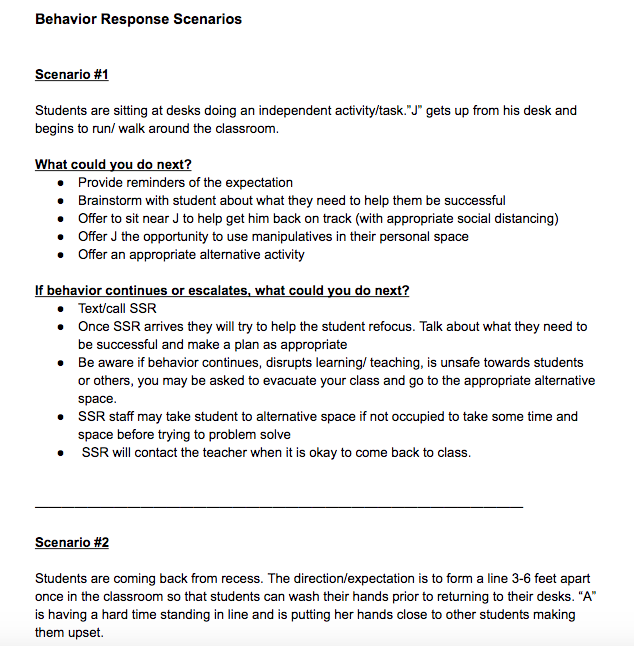 Behavior Response Scenarios
Scenario #1
Students are sitting at desks doing an independent activity/task."J" gets up from his desk and
begins to run/ walk around the classroom.
What could you do next?
● Provide reminders of the expectation
● Brainstorm with student about what they need to help them be successful
● Offer to sit near J to help get him back on track (with appropriate social distancing)
● Offer J the opportunity to use manipulatives in their personal space
● Offer an appropriate alternative activity
If behavior continues or escalates, what could you do next?
● Text/call SSR
● Once SSR arrives they will try to help the student refocus. Talk about what they need to
be successful and make a plan as appropriate
● Be aware if behavior continues, disrupts learning/ teaching, is unsafe towards students
or others, you may be asked to evacuate your class and go to the appropriate alternative
space.
● SSR staff may take student to alternative space if not occupied to take some time and
space before trying to problem solve
● SSR will contact the teacher when it is okay to come back to class.
Scenario #2
Students are coming back from recess. The direction/expectation is to form a line 3-6 feet apart
once in the classroom so that students can wash their hands prior to returning to their desks. “A”
is having a hard time standing in line and is putting her hands close to other students making
them upset.